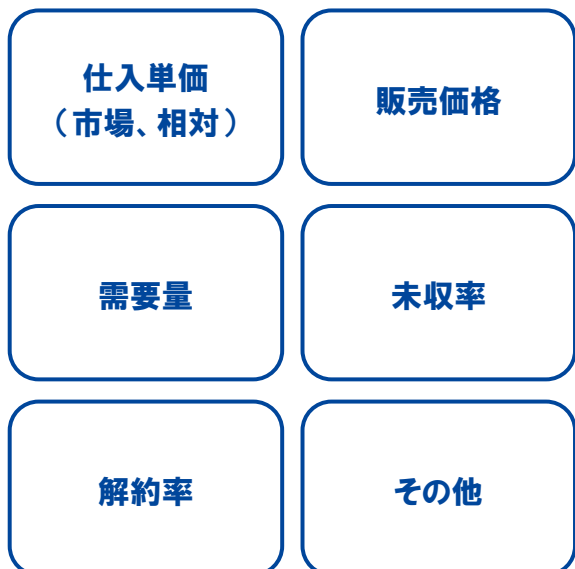 仕入単価
（市場、相対）
販売価格
需要量
未収率
解約率
その他